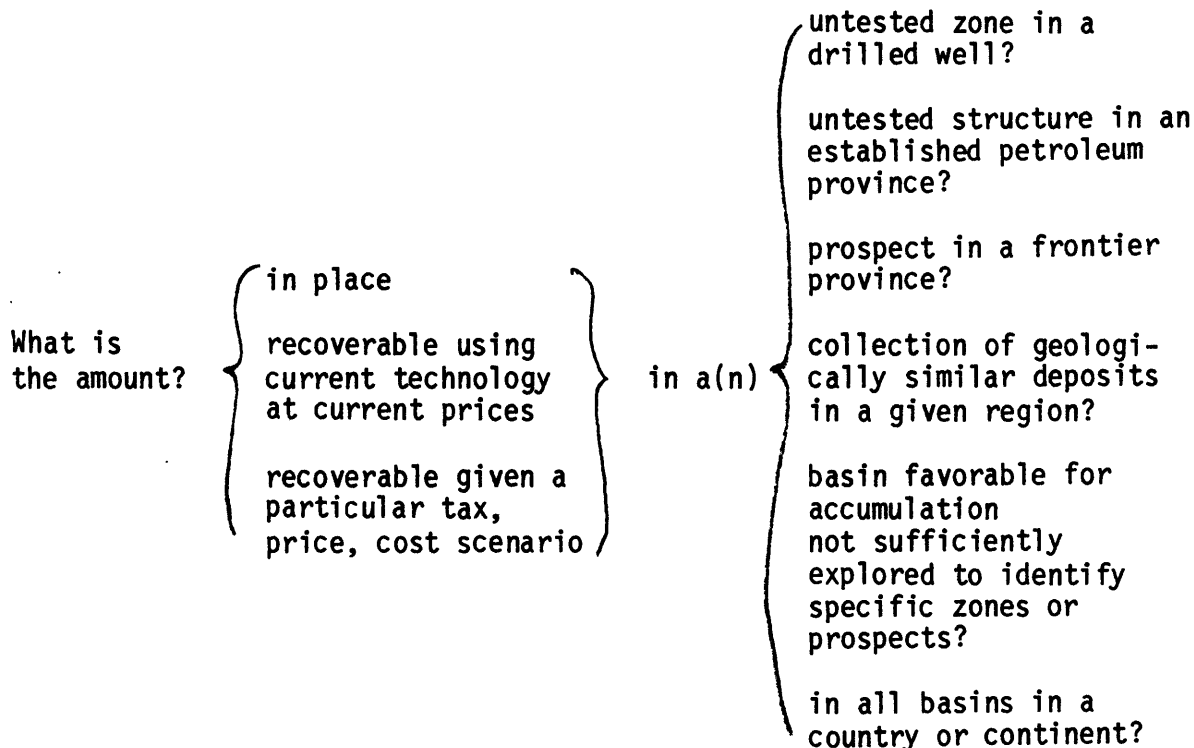 What is
the amount?
in place
recoverable using
current technology
at current prices
recoverable given a
particular tax,
price, cost scenario
in a(n)
untested zone in a
drilled well?
untested structure in an
established petroleum
province?
prospect in a frontier
province?
collection of geologi-
cally similar deposits
in a given region?
basin favorable for
accumulation
not sufficiently
explored to identify
specific zones or
prospects?
in all basins in a
country or continent?